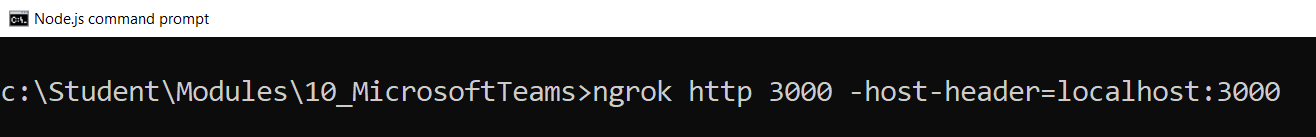 Node.js command prompt
c:\Student\Modules\10_MicrosoftTeams>ngrok http 3000 -host-header=localhost:3000